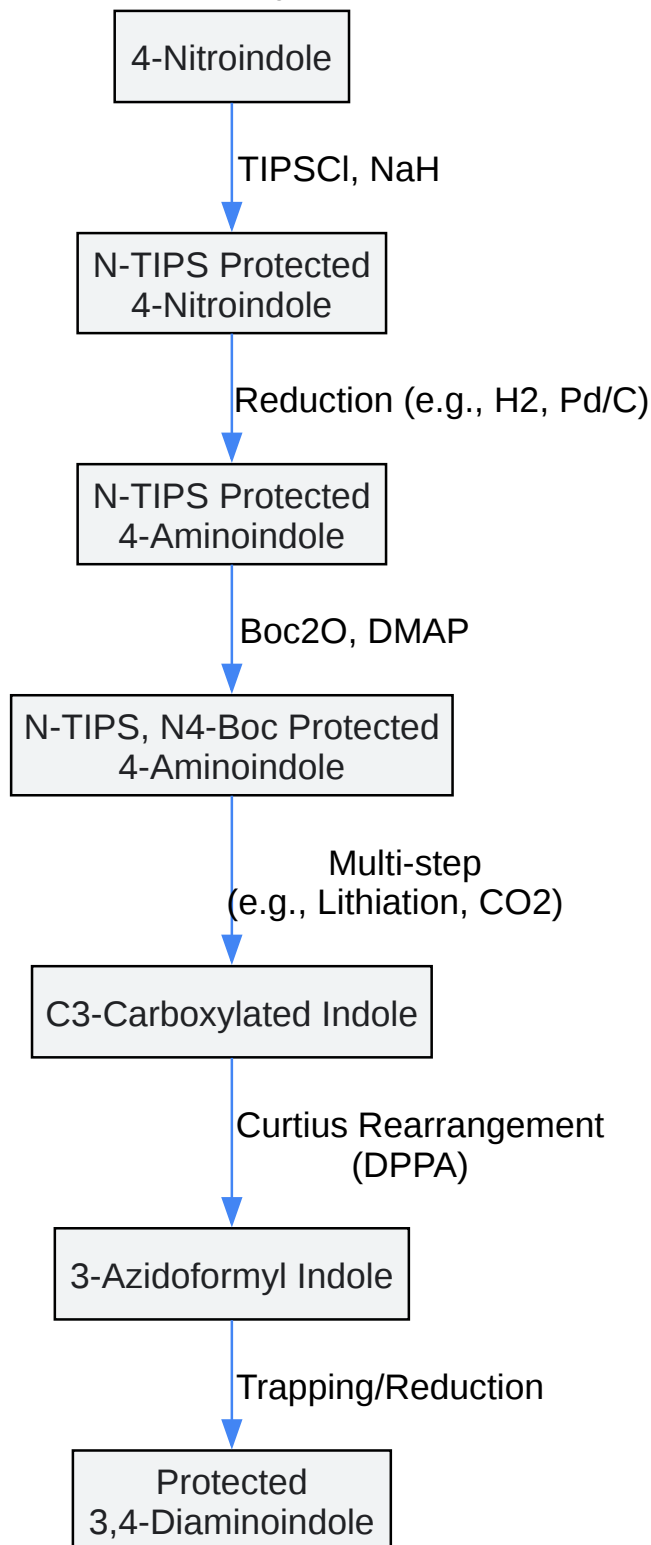 4-Nitroindole
TIPSCl, NaH
N-TIPS Protected
4-Nitroindole
Reduction (e.g., H2, Pd/C)
N-TIPS Protected
4-Aminoindole
Boc2O, DMAP
N-TIPS, N4-Boc Protected
4-Aminoindole
Multi-step
(e.g., Lithiation, CO2)
C3-Carboxylated Indole
Curtius Rearrangement
(DPPA)
3-Azidoformyl Indole
Trapping/Reduction
Protected
3,4-Diaminoindole